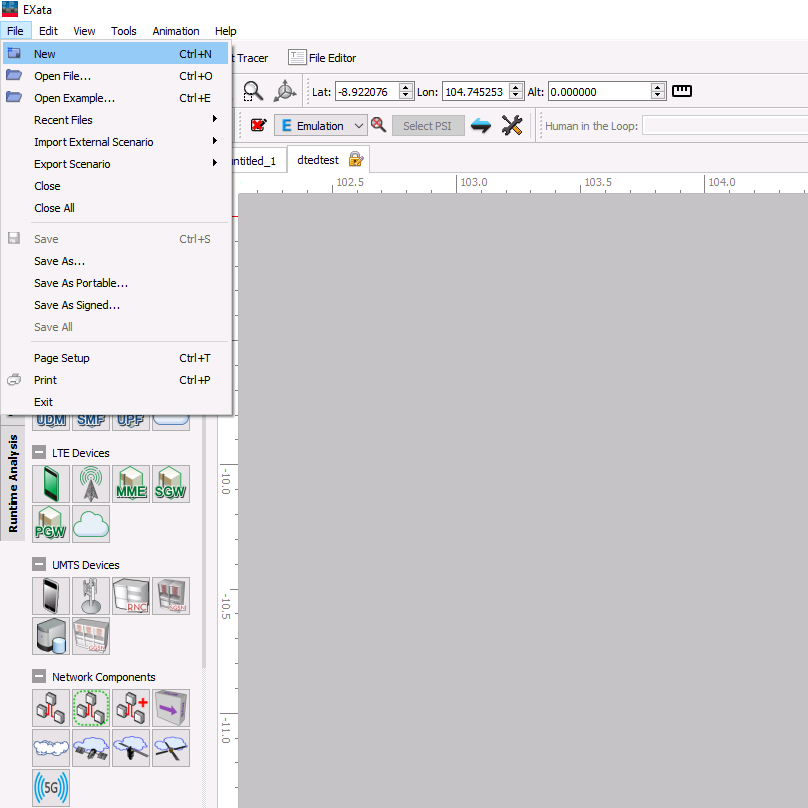 EXata
File Edit View Tools Animation Help
New Ctrl+N
Tracer File Editor
Open File... Ctrl+O
Open Example... Ctrl+E
Lat: -8.922076 Lon: 104.745253 Alt: 0.000000
Recent Files
E Emulation Select PSI Human in the Loop:
Import External Scenario
Export Scenario
dtedtest
Close
102.5 103.0 103.5 104.0
Close All
Save Ctrl+S
Save As...
Save As Portable...
Save As Signed...
Save All
Page Setup Ctrl+T
Print Ctrl+P
Exit
UDM SMF UPF
Runtime Analysis
LTE Devices
MME SGW
-10.0
PGW
UMTS Devices
RNC
-10.5
Network Components
-11.0
5G